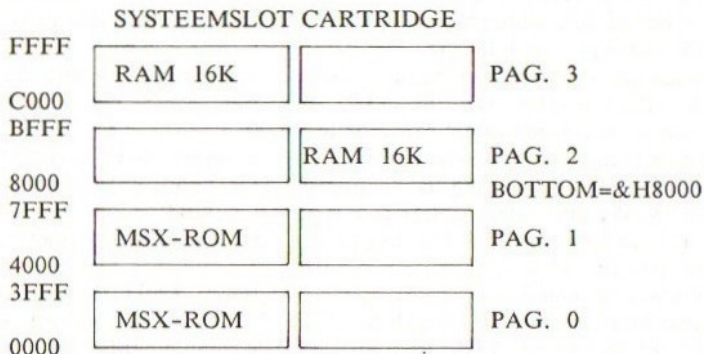 SYSTEEMSLOT CARTRIDGE
FFFF
RAM 16K PAG. 3
C000
BFFF
RAM 16K PAG. 2
8000
BOTTOM=&H8000
7FFF
MSX-ROM PAG. 1
4000
3FFF
MSX-ROM PAG. 0
0000